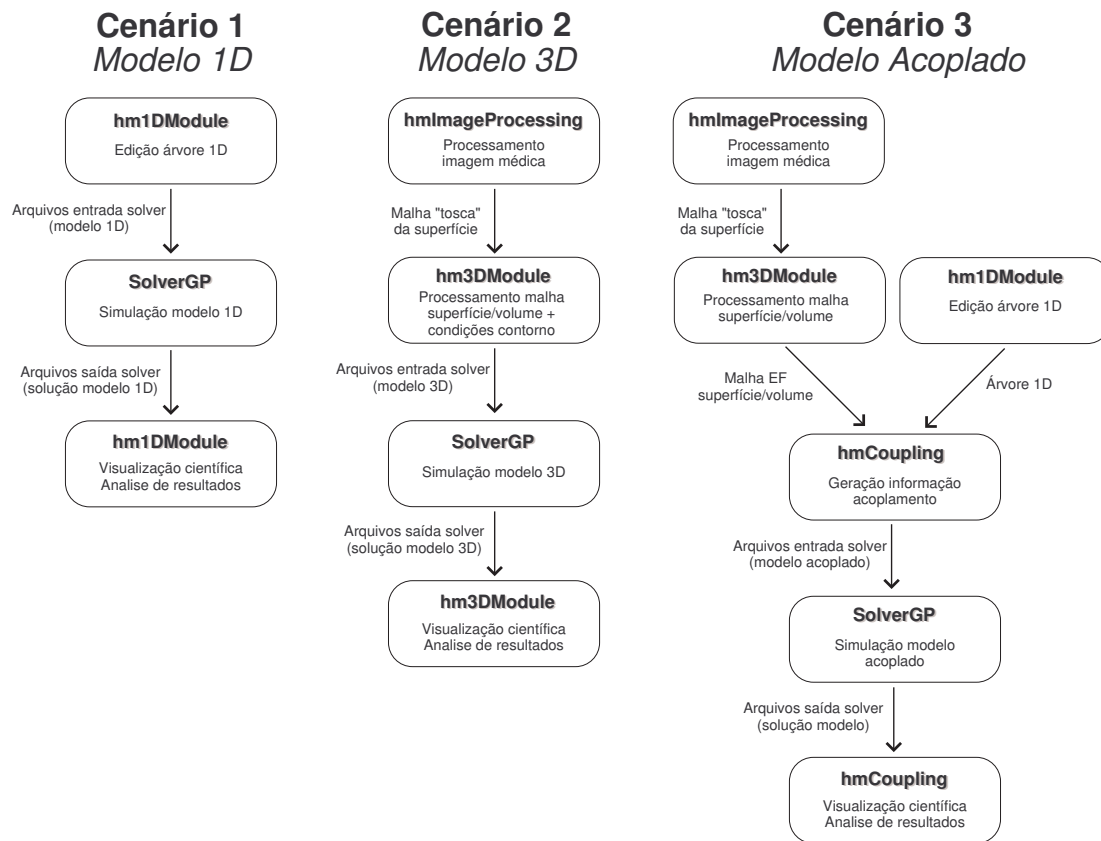 Cenário 1
Modelo 1D
hm1DModule
Edição árvore 1D
Arquivos entrada solver
(modelo 1D)
SolverGP
Simulação modelo 1D
Arquivos saída solver
(solução modelo 1D)
hm1DModule
Visualização científica
Analise de resultados
Cenário 2
Modelo 3D
hmImageProcessing
Processamento
imagem médica
Malha "tosca"
da superfície
hm3DModule
Processamento malha
superfície/volume +
condições contorno
Arquivos entrada solver
(modelo 3D)
SolverGP
Simulação modelo 3D
Arquivos saída solver
(solução modelo 3D)
hm3DModule
Visualização científica
Analise de resultados
Cenário 3
Modelo Acoplado
hmImageProcessing
Processamento
imagem médica
Malha "tosca"
da superfície
hm3DModule
Processamento malha
superfície/volume
hm1DModule
Edição árvore 1D
Malha EF
superfície/volume
Árvore 1D
hmCoupling
Geração informação
acoplamento
Arquivos entrada solver
(modelo acoplado)
SolverGP
Simulação modelo
acoplado
Arquivos saída solver
(solução modelo)
hmCoupling
Visualização científica
Analise de resultados